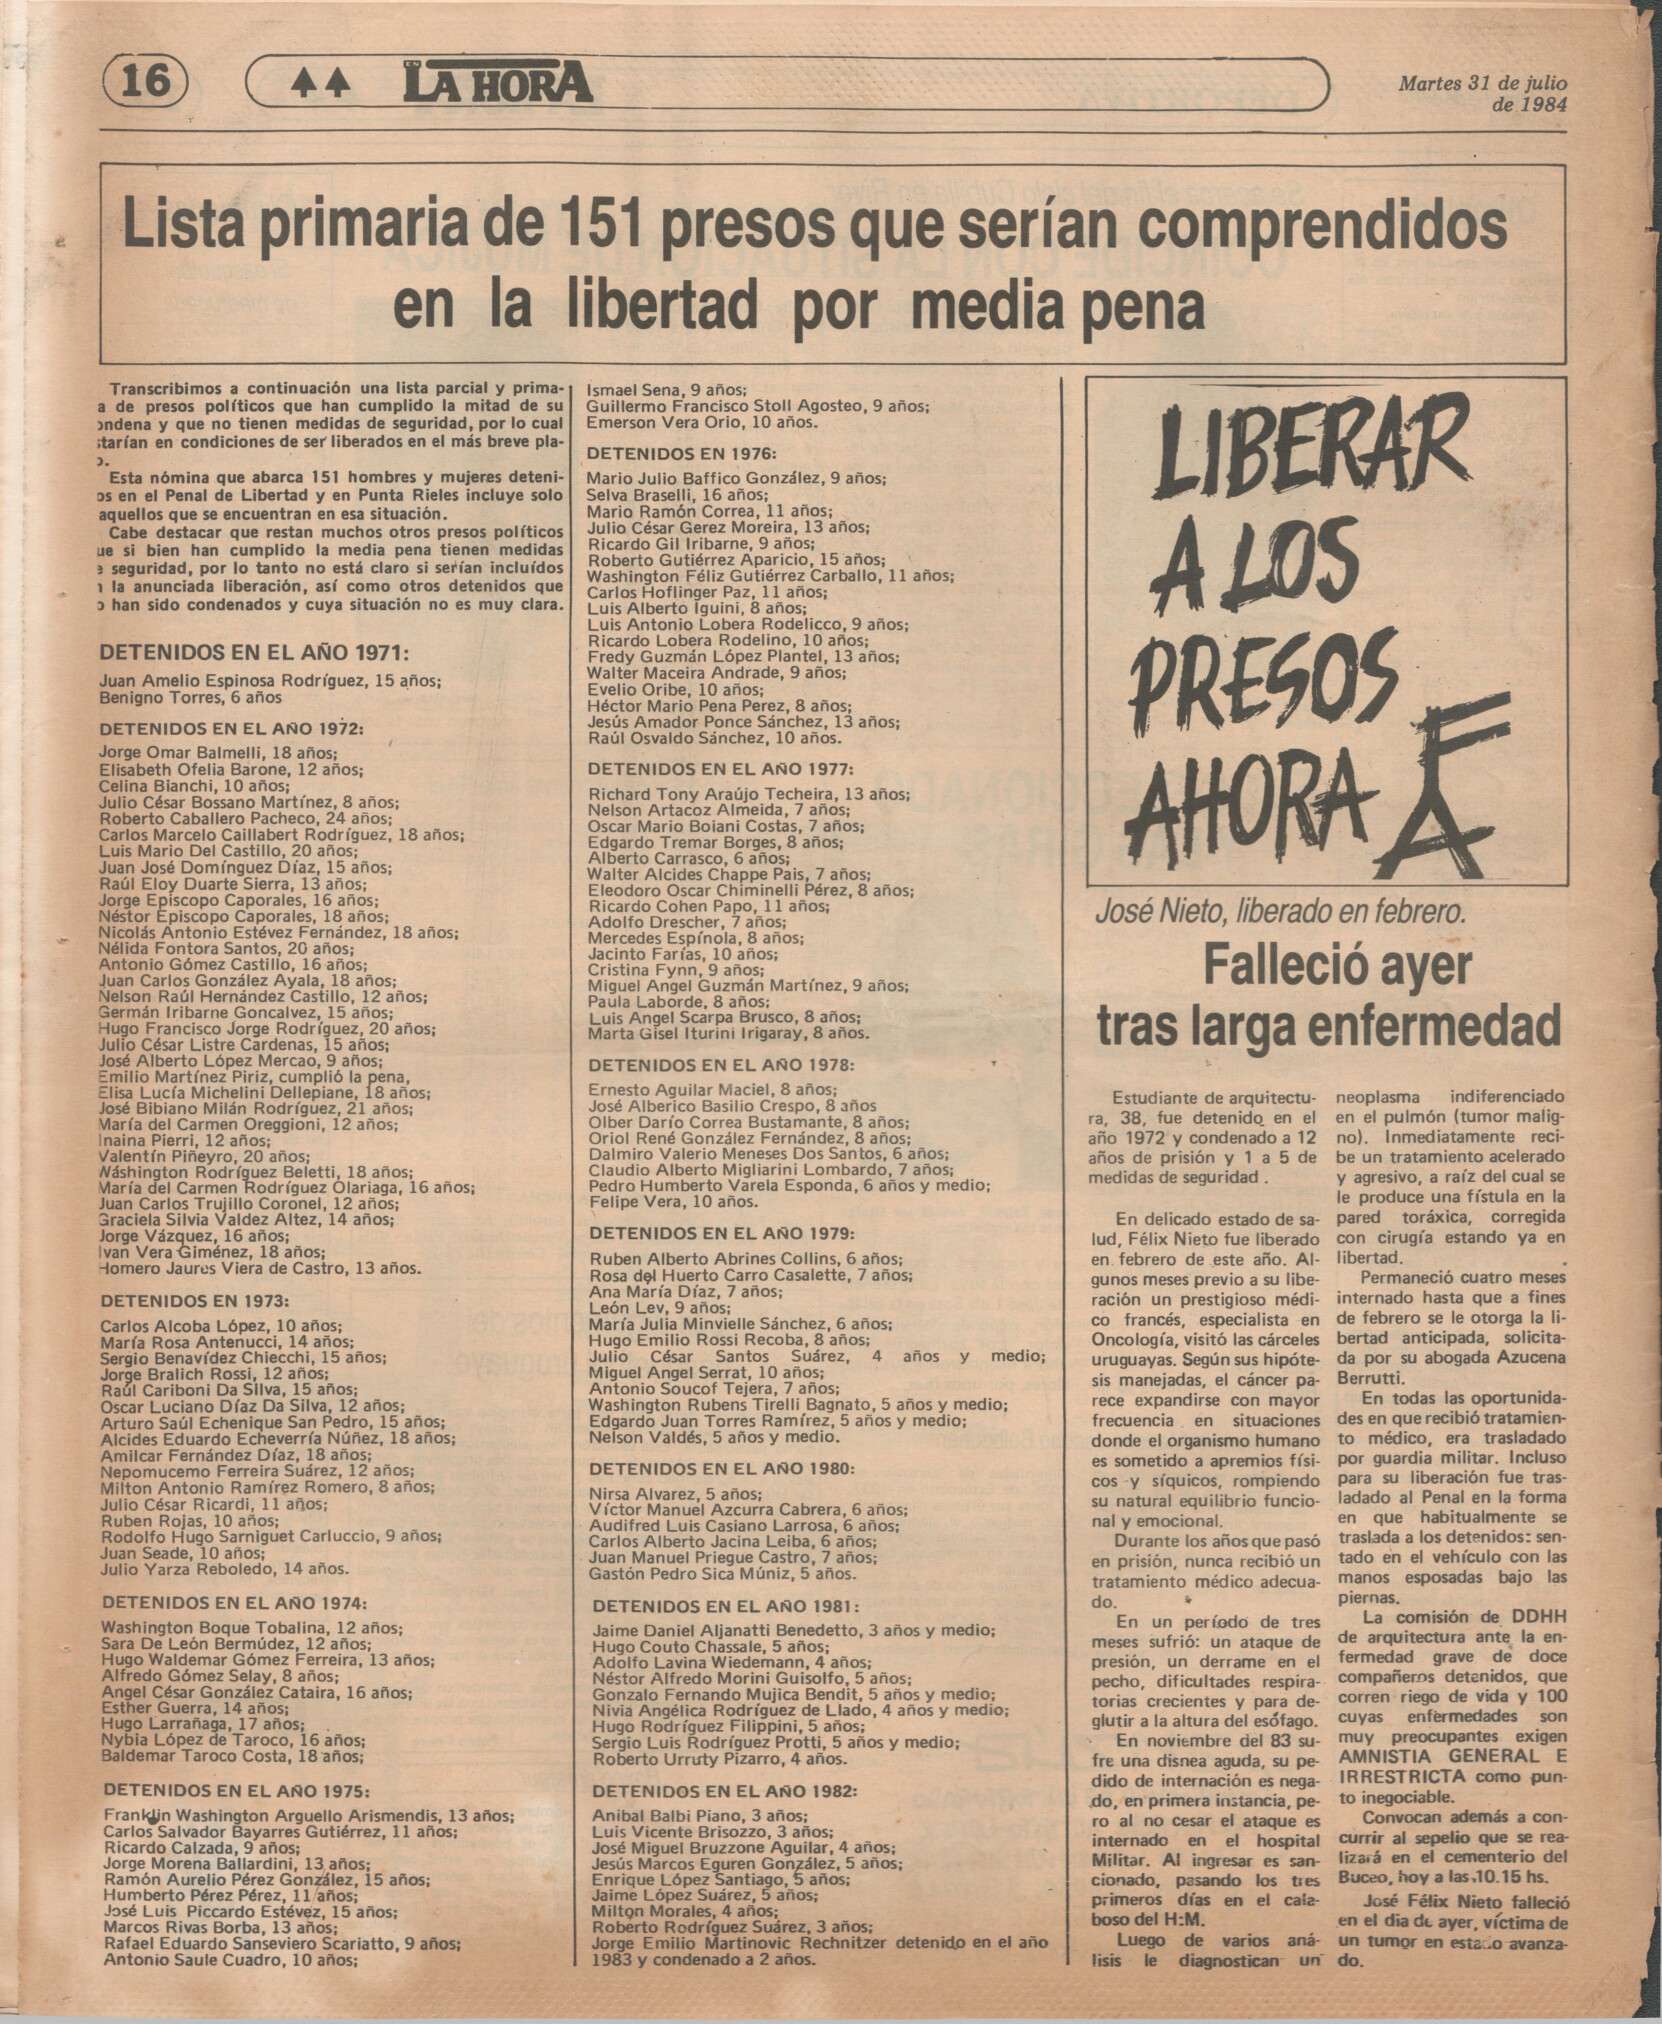 16
EN LA HORA
Martes 31 de julio
de 1984
Lista primaria de 151 presos que serían comprendidos
en la libertad por media pena
Transcribimos a continuación una lista parcial y prima-
a de presos políticos que han cumplido la mitad de su
ondena y que no tienen medidas de seguridad, por lo cual
starían en condiciones de ser liberados en el más breve pla-
o.
Esta nómina que abarca 151 hombres y mujeres deteni-
os en el Penal de Libertad y en Punta Rieles incluye solo
aquellos que se encuentran en esa situación.
Cabe destacar que restan muchos otros presos políticos
ue si bien han cumplido la media pena tienen medidas
e seguridad, por lo tanto no está claro si serían incluídos
n la anunciada liberación, así como otros detenidos que
o han sido condenados y cuya situación no es muy clara.
DETENIDOS EN EL AÑO 1971:
Juan Amelio Espinosa Rodríguez, 15 años;
Benigno Torres, 6 años
DETENIDOS EN EL AÑO 1972:
Jorge Omar Balmelli, 18 años;
Elisabeth Ofelia Barone, 12 años;
Celina Bianchi, 10 años;
Julio César Bossano Martínez, 8 años;
Roberto Caballero Pacheco, 24 años;
Carlos Marcelo Caillabert Rodríguez, 18 años;
Luis Mario Del Castillo, 20 años;
Juan José Domínguez Díaz, 15 años;
Raúl Eloy Duarte Sierra, 13 años;
Jorge Episcopo Caporales, 16 años;
Néstor Episcopo Caporales, 18 años;
Nicolás Antonio Estévez Fernández, 18 años;
Nélida Fontora Santos, 20 años;
Antonio Gómez Castillo, 16 años;
Juan Carlos González Ayala, 18 años;
Nelson Raúl Hernández Castillo, 12 años;
Germán Iribarne Goncalvez, 15 años;
Hugo Francisco Jorge Rodríguez, 20 años;
Julio César Listre Cardenas, 15 años;
José Alberto López Mercao, 9 años;
Emilio Martínez Piriz, cumplió la pena,
Elisa Lucía Michelini Dellepiane, 18 años;
José Bibiano Milán Rodríguez, 21 años;
María del Carmen Oreggioni, 12 años;
Inaina Pierri, 12 años;
Valentín Piñeyro, 20 años;
Wáshington Rodríguez Beletti, 18 años;
María del Carmen Rodríguez Olariaga, 16 años;
Juan Carlos Trujillo Coronel, 12 años;
Graciela Silvia Valdez Altez, 14 años;
Jorge Vázquez, 16 años;
Ivan Vera Giménez, 18 años;
Homero Jaures Viera de Castro, 13 años.
DETENIDOS EN 1973:
Carlos Alcoba López, 10 años;
María Rosa Antenucci, 14 años;
Sergio Benavídez Chiecchi, 15 años;
Jorge Bralich Rossi, 12 años;
Raúl Cariboni Da Silva, 15 años;
Oscar Luciano Díaz Da Silva, 12 años;
Arturo Saúl Echenique San Pedro, 15 años;
Alcides Eduardo Echeverría Núñez, 18 años;
Amilcar Fernández Díaz, 18 años;
Nepomucemo Ferreira Suárez, 12 años;
Milton Antonio Ramírez Romero, 8 años;
Julio César Ricardi, 11 años;
Ruben Rojas, 10 años;
Rodolfo Hugo Sarniguet Carluccio, 9 años;
Juan Seade, 10 años;
Julio Yarza Reboledo, 14 años.
DETENIDOS EN EL AÑO 1974:
Washington Boque Tobalina, 12 años;
Sara De León Bermúdez, 12 años;
Hugo Waldemar Gómez Ferreira, 13 años;
Alfredo Gómez Selay, 8 años;
Angel César González Cataira, 16 años;
Esther Guerra, 14 años;
Hugo Larrañaga, 17 años;
Nybia López de Taroco, 16 años;
Baldemar Taroco Costa, 18 años;
DETENIDOS EN EL AÑO 1975:
Franklin Washington Arguello Arismendis, 13 años;
Carlos Salvador Bayarres Gutiérrez, 11 años;
Ricardo Calzada, 9 años;
Jorge Morena Ballardini, 13 años;
Ramón Aurelio Pérez González, 15 años;
Humberto Pérez Pérez, 11 años;
José Luis Piccardo Estévez, 15 años;
Marcos Rivas Borba, 13 años;
Rafael Eduardo Sanseviero Scariatto, 9 años;
Antonio Saule Cuadro, 10 años;
Ismael Sena, 9 años;
Guillermo Francisco Stoll Agosteo, 9 años;
Emerson Vera Orio, 10 años.
DETENIDOS EN 1976:
Mario Julio Baffico González, 9 años;
Selva Braselli, 16 años;
Mario Ramón Correa, 11 años;
Julio César Gerez Moreira, 13 años;
Ricardo Gil Iribarne, 9 años;
Roberto Gutiérrez Aparicio, 15 años;
Washington Féliz Gutiérrez Carballo, 11 años;
Carlos Hoflinger Paz, 11 años;
Luis Alberto Iguini, 8 años;
Luis Antonio Lobera Rodelicco, 9 años;
Ricardo Lobera Rodelino, 10 años;
Fredy Guzmán López Plantel, 13 años;
Walter Maceira Andrade, 9 años;
Evelio Oribe, 10 años;
Héctor Mario Pena Perez, 8 años;
Jesús Amador Ponce Sánchez, 13 años;
Raúl Osvaldo Sánchez, 10 años.
DETENIDOS EN EL AÑO 1977:
Richard Tony Araújo Techeira, 13 años;
Nelson Artacoz Almeida, 7 años;
Oscar Mario Boiani Costas, 7 años;
Edgardo Tremar Borges, 8 años;
Alberto Carrasco, 6 años;
Walter Alcides Chappe Pais, 7 años;
Eleodoro Oscar Chiminelli Pérez, 8 años;
Ricardo Cohen Papo, 11 años;
Adolfo Drescher, 7 años;
Mercedes Espínola, 8 años;
Jacinto Farías, 10 años;
Cristina Fynn, 9 años;
Miguel Angel Guzmán Martínez, 9 años;
Paula Laborde, 8 años;
Luis Angel Scarpa Brusco, 8 años;
Marta Gisel Iturini Irigaray, 8 años.
DETENIDOS EN EL AÑO 1978:
Ernesto Aguilar Maciel, 8 años;
José Alberico Basilio Crespo, 8 años
Olber Darío Correa Bustamante, 8 años;
Oriol René González Fernández, 8 años;
Dalmiro Valerio Meneses Dos Santos, 6 años;
Claudio Alberto Migliarini Lombardo, 7 años;
Pedro Humberto Varela Esponda, 6 años y medio;
Felipe Vera, 10 años.
DETENIDOS EN EL AÑO 1979:
Ruben Alberto Abrines Collins, 6 años;
Rosa del Huerto Carro Casalette, 7 años;
Ana María Díaz, 7 años;
León Lev, 9 años;
María Julia Minvielle Sánchez, 6 años;
Hugo Emilio Rossi Recoba, 8 años;
Julio César Santos Suárez, 4 años y medio;
Miguel Angel Serrat, 10 años;
Antonio Soucof Tejera, 7 años;
Washington Rubens Tirelli Bagnato, 5 años y medio;
Edgardo Juan Torres Ramírez, 5 años y medio;
Nelson Valdés, 5 años y medio.
DETENIDOS EN EL AÑO 1980:
Nirsa Alvarez, 5 años;
Víctor Manuel Azcurra Cabrera, 6 años;
Audifred Luis Casiano Larrosa, 6 años;
Carlos Alberto Jacina Leiba, 6 años;
Juan Manuel Priegue Castro, 7 años;
Gastón Pedro Sica Múniz, 5 años.
DETENIDOS EN EL AÑO 1981:
Jaime Daniel Aljanatti Benedetto, 3 años y medio;
Hugo Couto Chassale, 5 años;
Adolfo Lavina Wiedemann, 4 años;
Néstor Alfredo Morini Guisolfo, 5 años;
Gonzalo Fernando Mujica Bendit, 5 años y medio;
Nivia Angélica Rodríguez de Llado, 4 años y medio;
Hugo Rodríguez Filippini, 5 años;
Sergio Luis Rodríguez Protti, 5 años y medio;
Roberto Urruty Pizarro, 4 años.
DETENIDOS EN EL AÑO 1982:
Anibal Balbi Piano, 3 años;
Luis Vicente Brisozzo, 3 años;
José Miguel Bruzzone Aguilar, 4 años;
Jesús Marcos Eguren González, 5 años;
Enrique López Santiago, 5 años;
Jaime López Suárez, 5 años;
Milton Morales, 4 años;
Roberto Rodríguez Suárez, 3 años;
Jorge Emilio Martinovic Rechnitzer detenido en el año
1983 y condenado a 2 años.
LIBERAR
A LOS
PRESOS
AHORA
José Nieto, liberado en febrero.
Falleció ayer
tras larga enfermedad
Estudiante de arquitectu-
ra, 38, fue detenido en el
año 1972 y condenado a 12
años de prisión y 1 a 5 de
medidas de seguridad .
En delicado estado de sa-
lud, Félix Nieto fue liberado
en febrero de este año. Al-
gunos meses previo a su libe-
ración un prestigioso médi-
co francés, especialista en
Oncología, visitó las cárceles
uruguayas. Según sus hipóte-
sis manejadas, el cáncer pa-
rece expandirse con mayor
frecuencia en situaciones
donde el organismo humano
es sometido a apremios físi-
cos y síquicos, rompiendo
su natural equilibrio funcio-
nal y emocional.
Durante los años que pasó
en prisión, nunca recibió un
tratamiento médico adecua-
do.
En un período de tres
meses sufrió: un ataque de
presión, un derrame en el
pecho, dificultades respira-
torias crecientes y para de-
glutir a la altura del esófago.
En noviembre del 83 su-
fre una disnea aguda, su pe-
dido de internación es nega-
do, en primera instancia, pe-
ro al no cesar el ataque es
internado en el hospital
Militar. Al ingresar es san-
cionado, pasando los tres
primeros días en el cala-
boso del H.M.
Luego de varios aná-
lisis le diagnostican un
neoplasma indiferenciado
en el pulmón (tumor malig-
no). Inmediatamente reci-
be un tratamiento acelerado
y agresivo, a raíz del cual se
le produce una fístula en la
pared toráxica, corregida
con cirugía estando ya en
libertad.
Permaneció cuatro meses
internado hasta que a fines
de febrero se le otorga la li-
bertad anticipada, solicita-
da por su abogada Azucena
Berrutti.
En todas las oportunida-
des en que recibió tratamien-
to médico, era trasladado
por guardia militar. Incluso
para su liberación fue tras-
ladado al Penal en la forma
en que habitualmente se
traslada a los detenidos: sen-
tado en el vehículo con las
manos esposadas bajo las
piernas.
La comisión de DDHH
de arquitectura ante la en-
fermedad grave de doce
compañeros detenidos, que
corren riego de vida y 100
cuyas enfermedades son
muy preocupantes exigen
AMNISTIA GENERAL E
IRRESTRICTA como pun-
to inegociable.
Convocan además a con-
currir al sepelio que se rea-
lizará en el cementerio del
Buceo, hoy a las 10.15 hs.
José Félix Nieto falleció
en el dia de ayer, víctima de
un tumor en estado avanza-
do.